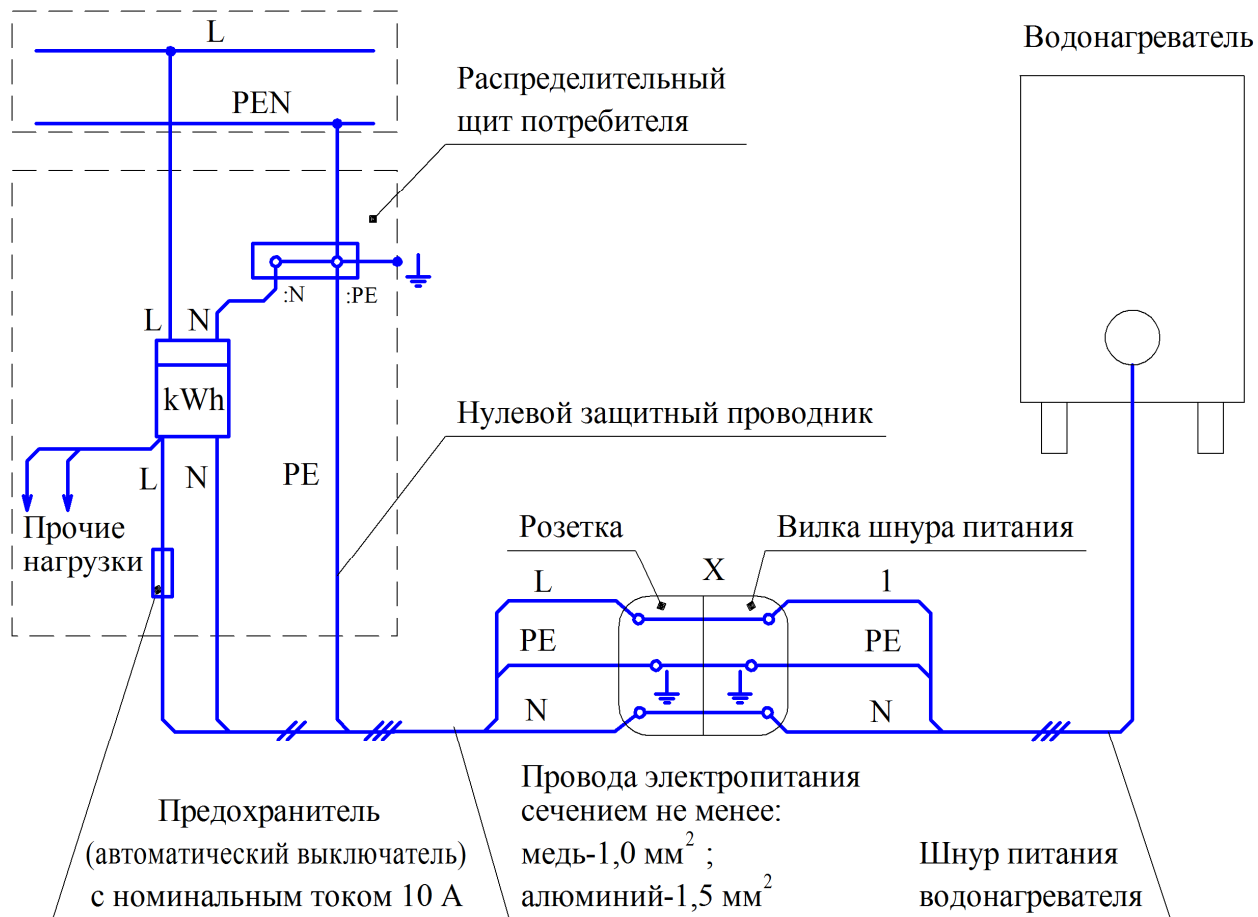 L
Водонагреватель
Распределительный
щит потребителя
PEN
:N
:PE
L
N
kWh
Нулевой защитный проводник
L
N
PE
Прочие
нагрузки
Розетка
Вилка шнура питания
X
L
1
PE
PE
N
N
Предохранитель
(автоматический выключатель)
с номинальным током 10 А
Провода электропитания
сечением не менее:
медь-1,0 мм²;
алюминий-1,5 мм²
Шнур питания
водонагревателя